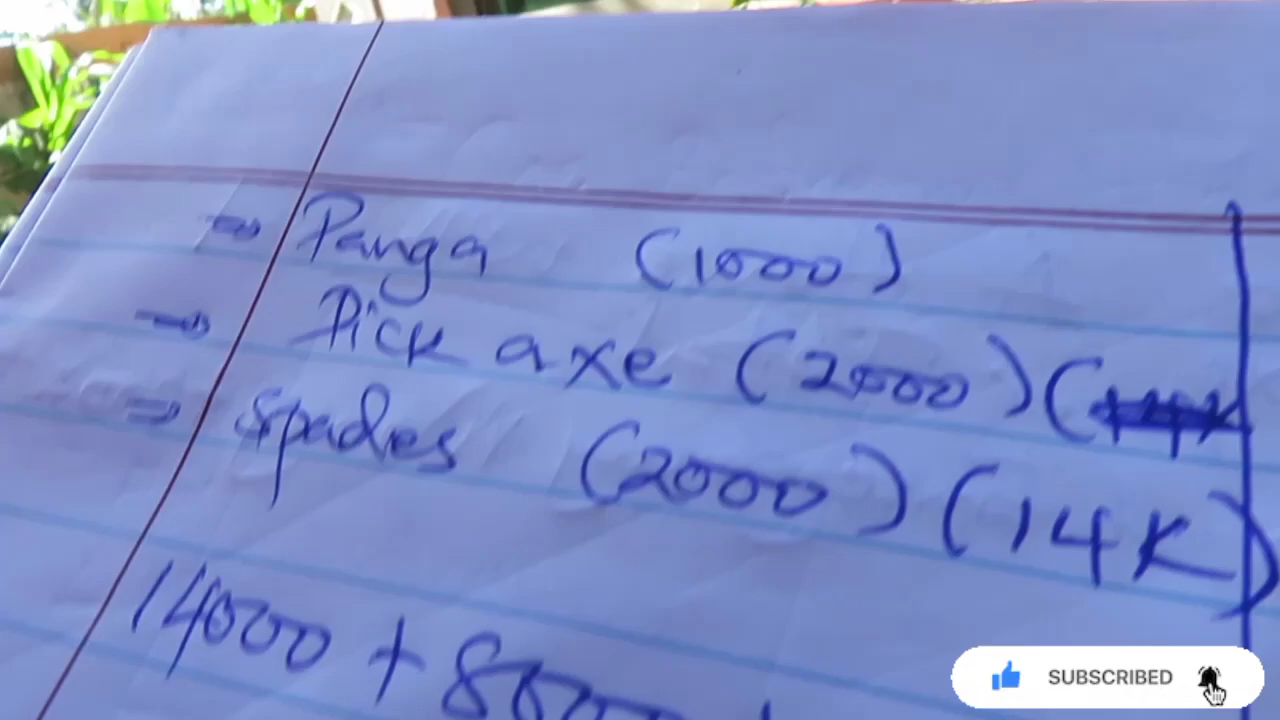 → Panga (1000)
→ Pick axe (2000) (
→ Spades (2000) (14K)
14000 +
SUBSCRIBED